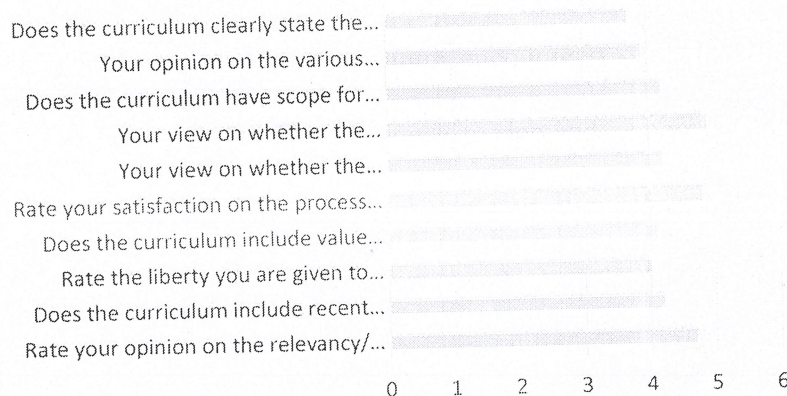 Does the curriculum clearly state the...
Your opinion on the various...
Does the curriculum have scope for...
Your view on whether the...
Your view on whether the...
Rate your satisfaction on the process...
Does the curriculum include value...
Rate the liberty you are given to...
Does the curriculum include recent...
Rate your opinion on the relevancy/...
0 1 2 3 4 5 6